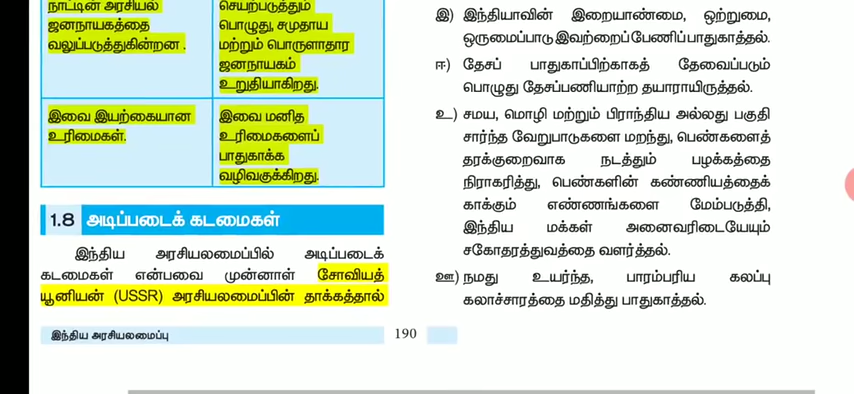 நாட்டின் அரசியல்
ஜனநாயகத்தை
வலுப்படுத்துகின்றன .
செயற்படுத்தும்
பொழுது, சமுதாய
மற்றும் பொருளாதார
ஜனநாயகம்
உறுதியாகிறது.
இவை இயற்கையான
உரிமைகள்.
இவை மனித
உரிமைகளைப்
பாதுகாக்க
வழிவகுக்கிறது.
1.8 அடிப்படைக் கடமைகள்
இந்திய அரசியலமைப்பில் அடிப்படைக்
கடமைகள் என்பவை முன்னாள் சோவியத்
யூனியன் (USSR) அரசியலமைப்பின் தாக்கத்தால்
இ) இந்தியாவின் இறையாண்மை, ஒற்றுமை,
ஒருமைப்பாடு இவற்றைப் பேணிப் பாதுகாத்தல்.
ஈ) தேசப் பாதுகாப்பிற்காகத் தேவைப்படும்
பொழுது தேசப்பணியாற்ற தயாராயிருத்தல்.
உ) சமய, மொழி மற்றும் பிராந்திய அல்லது பகுதி
சார்ந்த வேறுபாடுகளை மறந்து, பெண்களைத்
தரக்குறைவாக நடத்தும் பழக்கத்தை
நிராகரித்து, பெண்களின் கண்ணியத்தைக்
காக்கும் எண்ணங்களை மேம்படுத்தி,
இந்திய மக்கள் அனைவரிடையேயும்
சகோதரத்துவத்தை வளர்த்தல்.
ஊ) நமது உயர்ந்த, பாரம்பரிய கலப்பு
கலாச்சாரத்தை மதித்து பாதுகாத்தல்.
இந்திய அரசியலமைப்பு
190